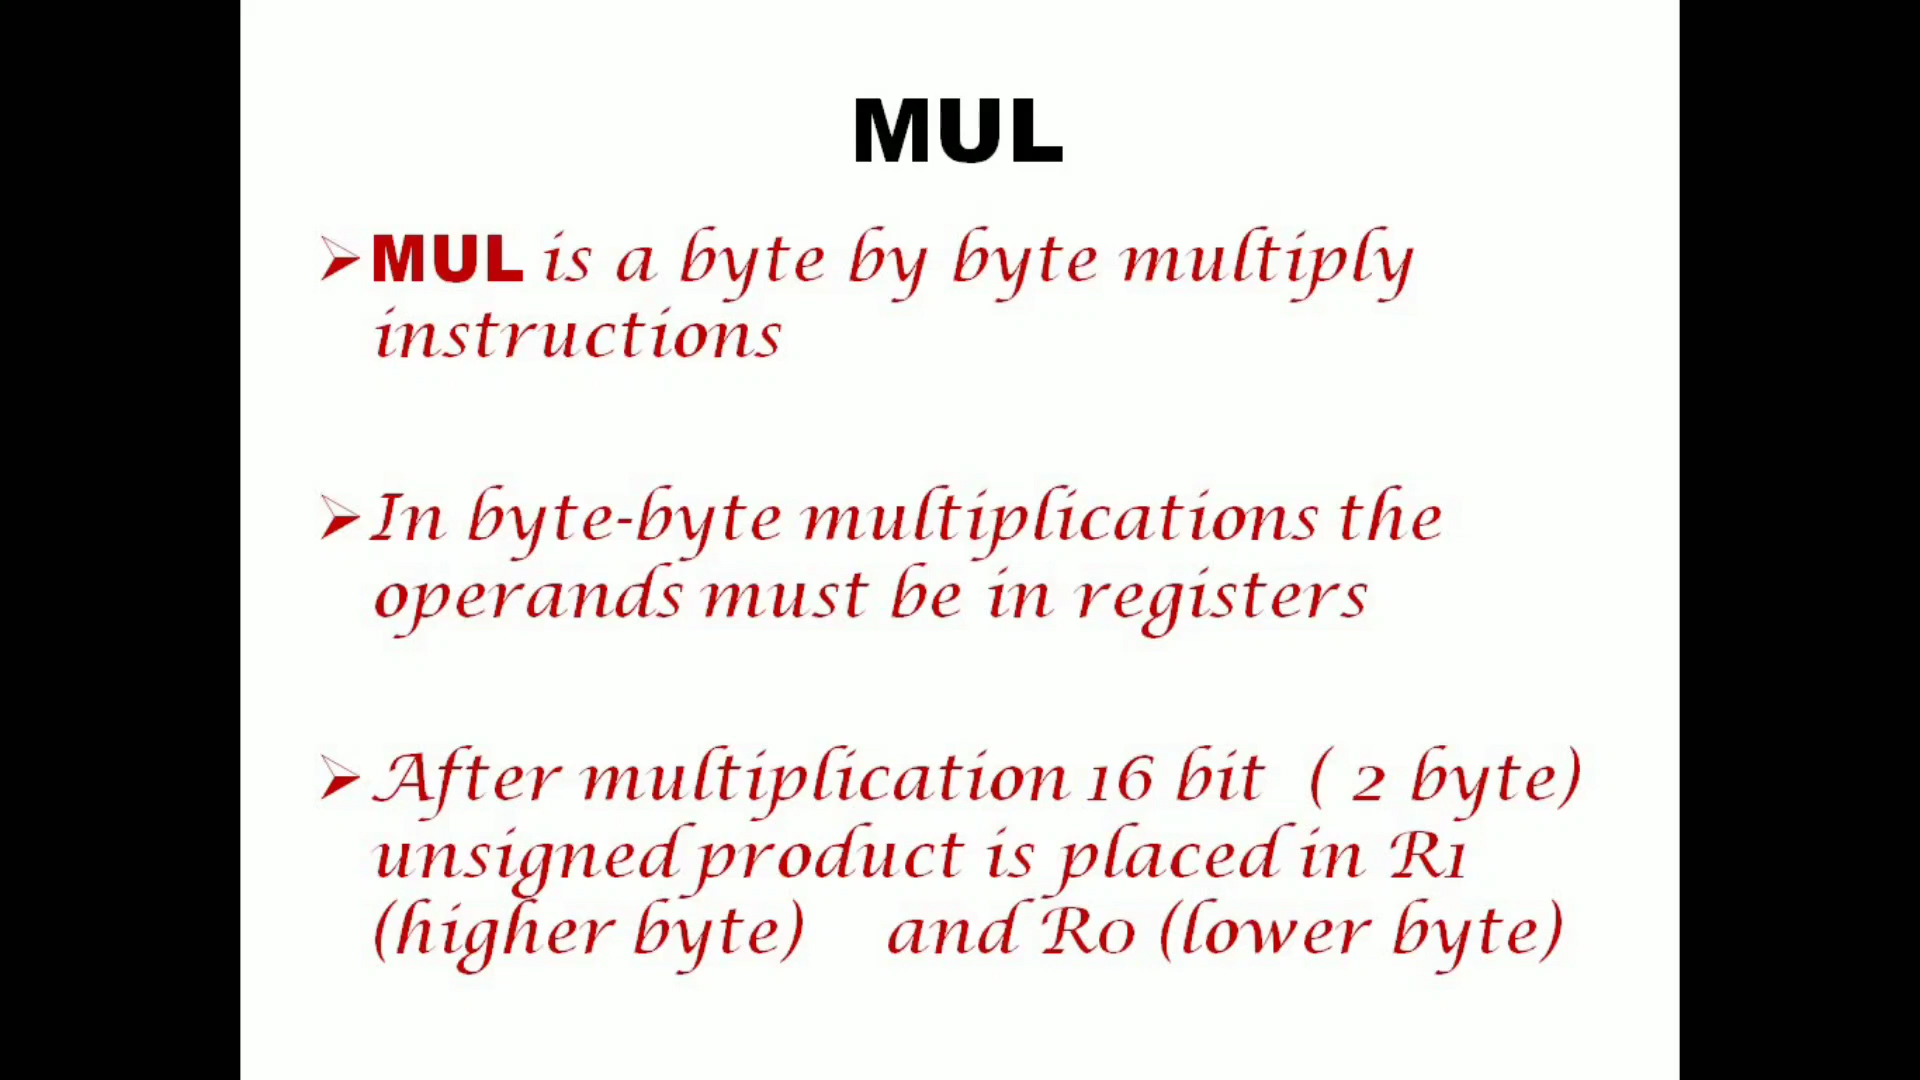 MUL
MUL is a byte by byte multiply
instructions
In byte-byte multiplications the
operands must be in registers
After multiplication 16 bit ( 2 byte)
unsigned product is placed in R1
(higher byte) and R0 (lower byte)